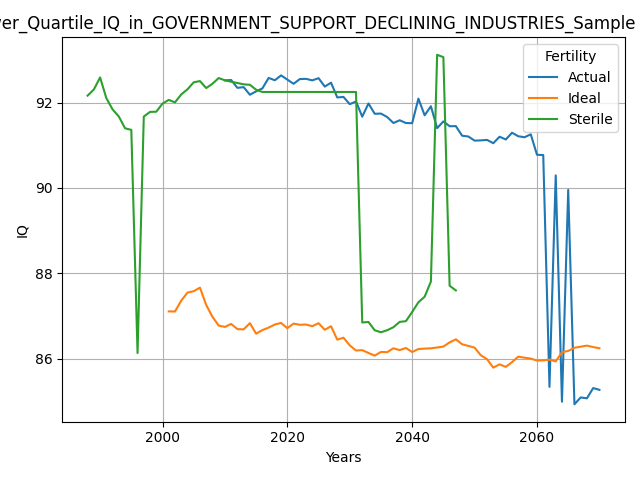 er_Quartile_IQ_in_GOVERNMENT_SUPPORT_DECLINING_INDUSTRIES_Sample
Fertility
Actual
Ideal
Sterile
92
90
88
86
IQ
2000
2020
2040
2060
Years